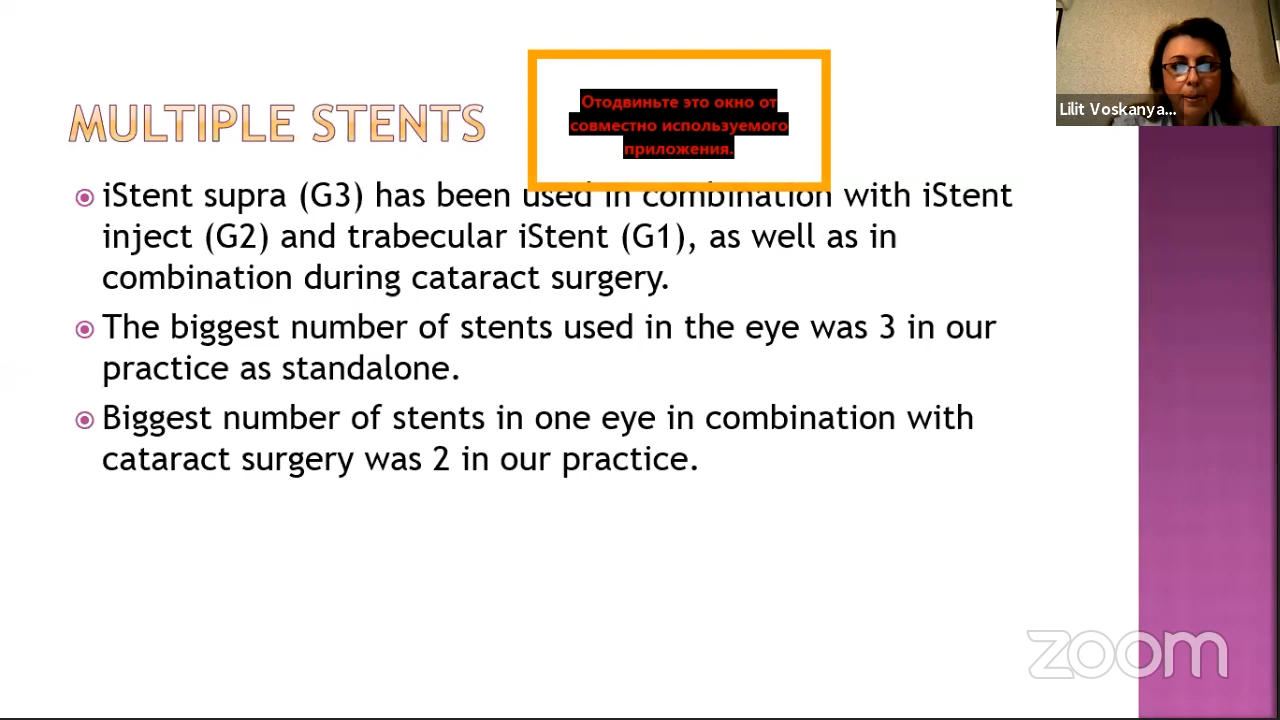 MULTIPLE STENTS
Отодвиньте это окно от
совместно используемого
приложения.
Lilit Voskanya...
iStent supra (G3) has been used in combination with iStent
inject (G2) and trabecular iStent (G1), as well as in
combination during cataract surgery.
The biggest number of stents used in the eye was 3 in our
practice as standalone.
Biggest number of stents in one eye in combination with
cataract surgery was 2 in our practice.
zoom